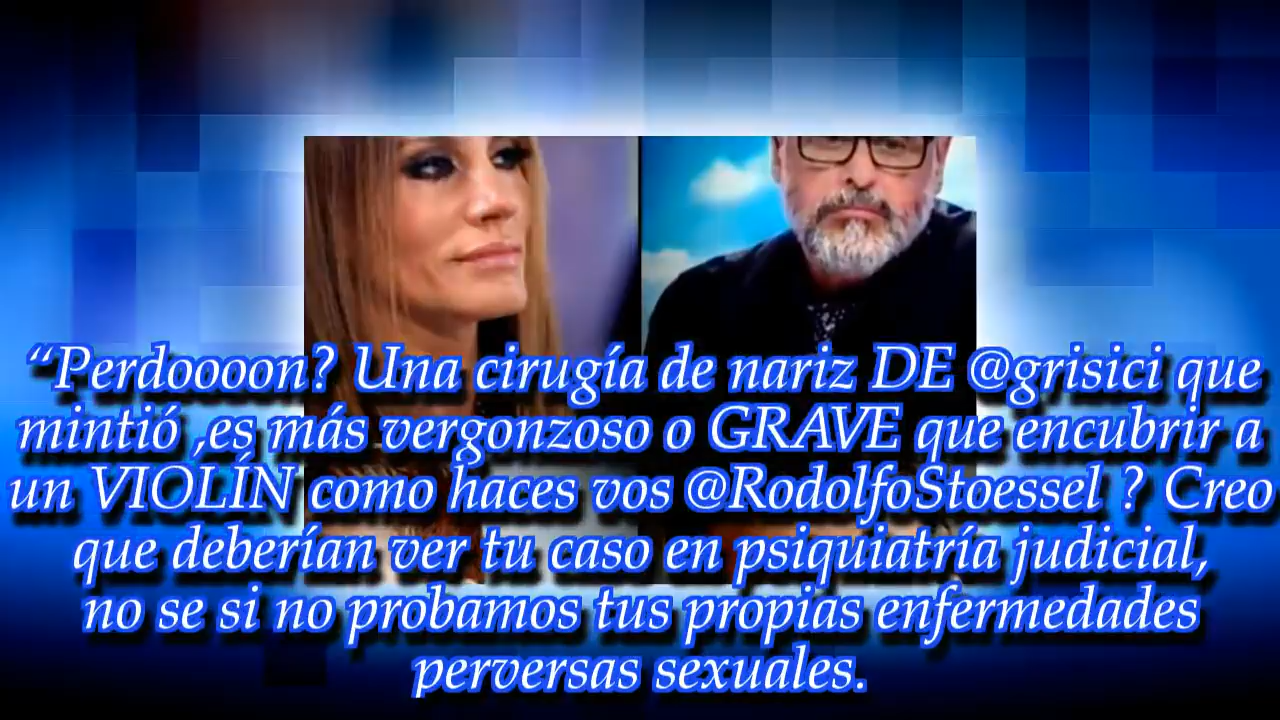 “Perdoooon? Una cirugía de nariz DE @grisici que
mintió ,es más vergonzoso o GRAVE que encubrir a
un VIOLÍN como haces vos @RodolfoStoessel ? Creo
que deberían ver tu caso en psiquiatría judicial,
no se si no probamos tus propias enfermedades
perversas sexuales.